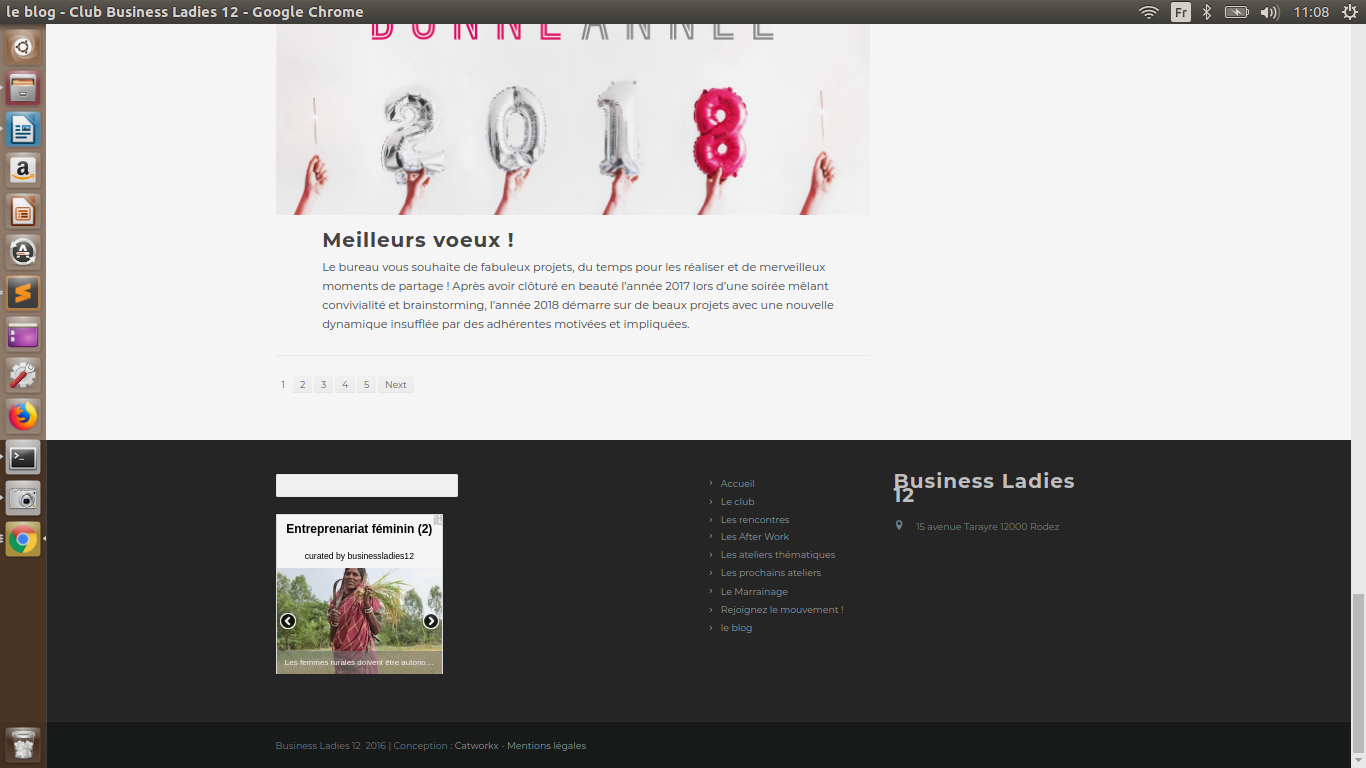 le blog - Club Business Ladies 12 - Google Chrome
Fr
11:08
BONNE ANNÉE
2018
Meilleurs voeux !
Le bureau vous souhaite de fabuleux projets, du temps pour les réaliser et de merveilleux
moments de partage ! Après avoir clôturé en beauté l'année 2017 lors d'une soirée mêlant
convivialité et brainstorming, l'année 2018 démarre sur de beaux projets avec une nouvelle
dynamique insufflée par des adhérentes motivées et impliquées.
1 2 3 4 5 Next
Entreprenariat féminin (2)
curated by businessladies12
Les femmes rurales doivent être autono…
Accueil
Le club
Les rencontres
Les After Work
Les ateliers thématiques
Les prochains ateliers
Le Marrainage
Rejoignez le mouvement !
le blog
Business Ladies
12
15 avenue Tarayre 12000 Rodez
Business Ladies 12 2016 | Conception : Catworkx - Mentions légales